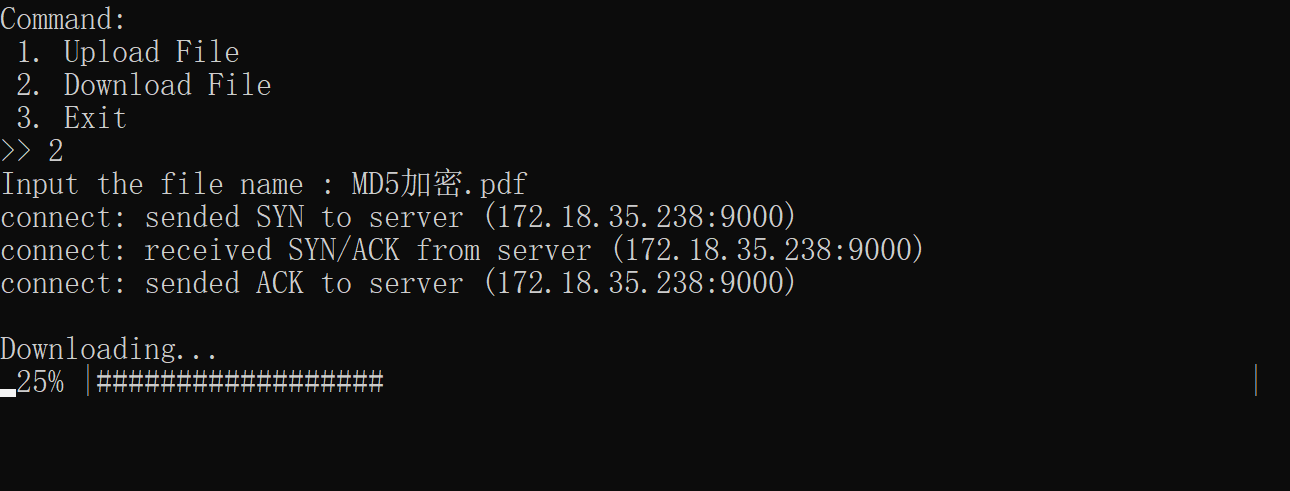 Command:
 1. Upload File
 2. Download File
 3. Exit
>> 2
Input the file name : MD5加密.pdf
connect: sended SYN to server (172.18.35.238:9000)
connect: received SYN/ACK from server (172.18.35.238:9000)
connect: sended ACK to server (172.18.35.238:9000)
Downloading...
25% |################## |